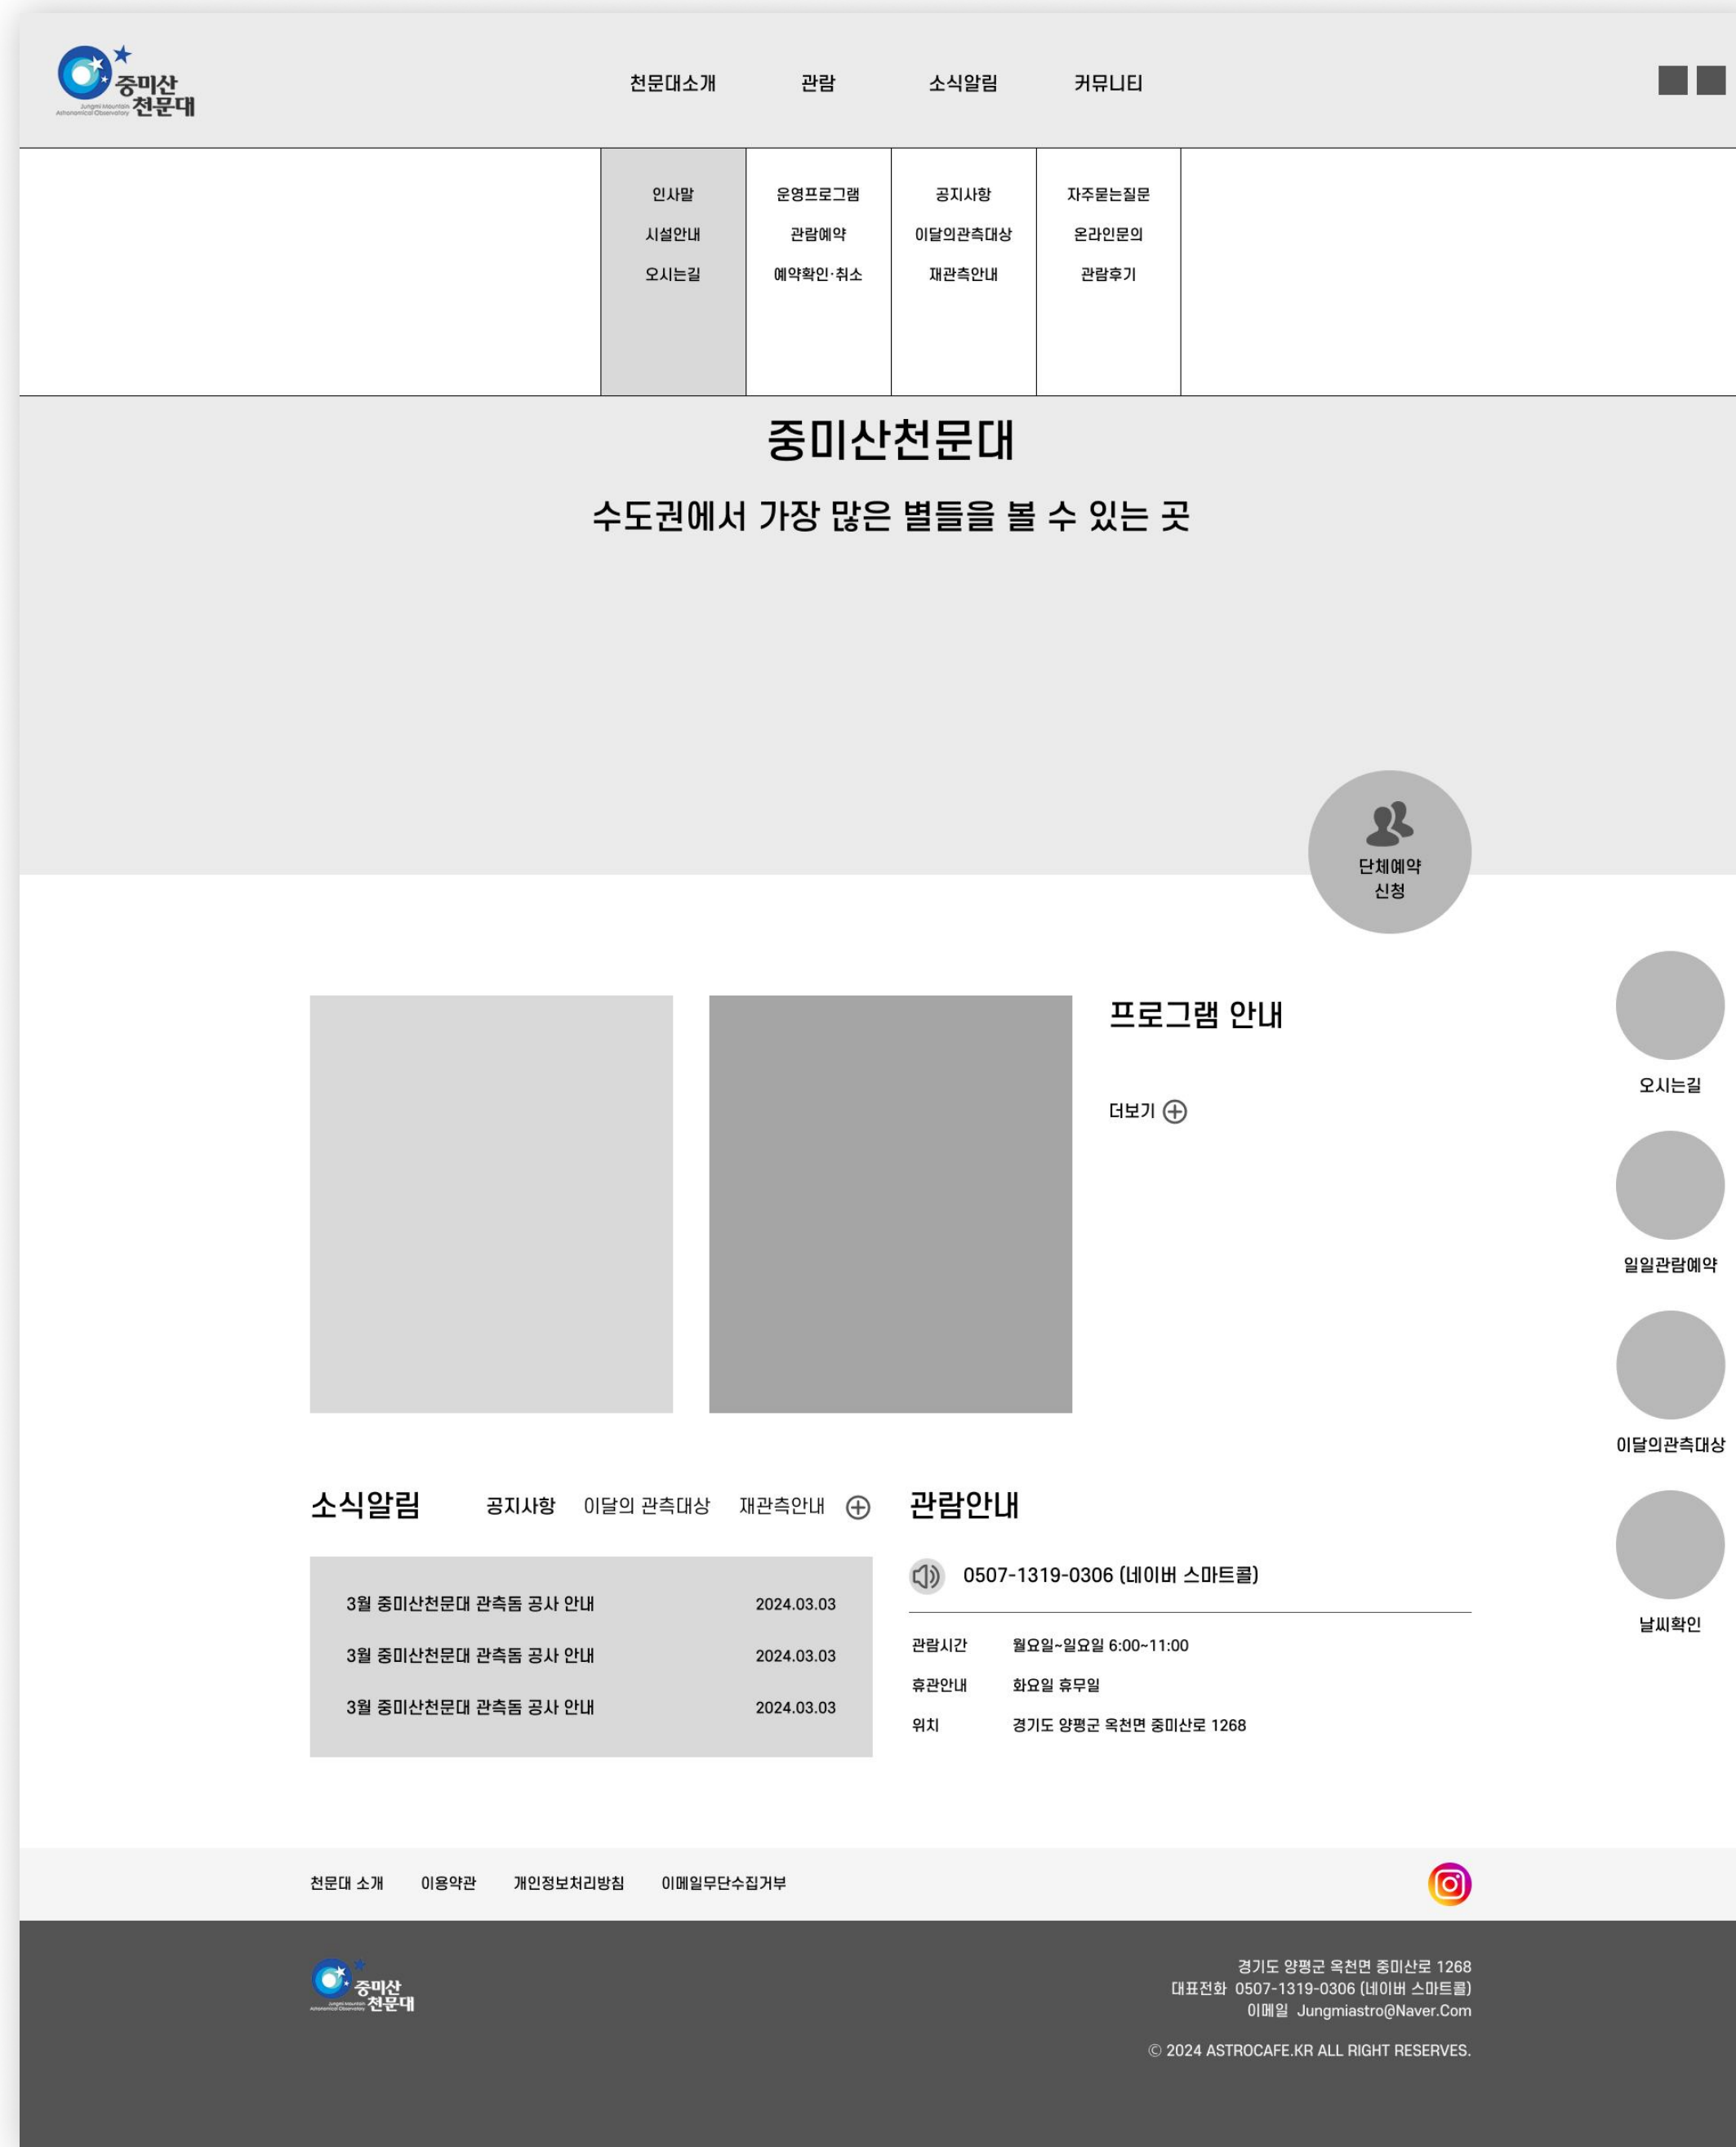 중미산
천문대
Jungmi Mountain
Astronomical Observatory
천문대소개 관람 소식알림 커뮤니티
인사말 운영프로그램 공지사항 자주묻는질문
시설안내 관람예약 이달의관측대상 온라인문의
오시는길 예약확인·취소 재관측안내 관람후기
중미산천문대
수도권에서 가장 많은 별들을 볼 수 있는 곳
단체예약
신청
프로그램 안내
더보기
오시는길
일일관람예약
이달의관측대상
날씨확인
소식알림 공지사항 이달의 관측대상 재관측안내
3월 중미산천문대 관측돔 공사 안내 2024.03.03
3월 중미산천문대 관측돔 공사 안내 2024.03.03
3월 중미산천문대 관측돔 공사 안내 2024.03.03
관람안내
0507-1319-0306 (네이버 스마트콜)
관람시간 월요일~일요일 6:00~11:00
휴관안내 화요일 휴무일
위치 경기도 양평군 옥천면 중미산로 1268
천문대 소개 이용약관 개인정보처리방침 이메일무단수집거부
중미산
천문대
Jungmi Mountain
Astronomical Observatory
경기도 양평군 옥천면 중미산로 1268
대표전화 0507-1319-0306 (네이버 스마트콜)
이메일 Jungmiastro@Naver.Com
© 2024 ASTROCAFE.KR ALL RIGHT RESERVES.